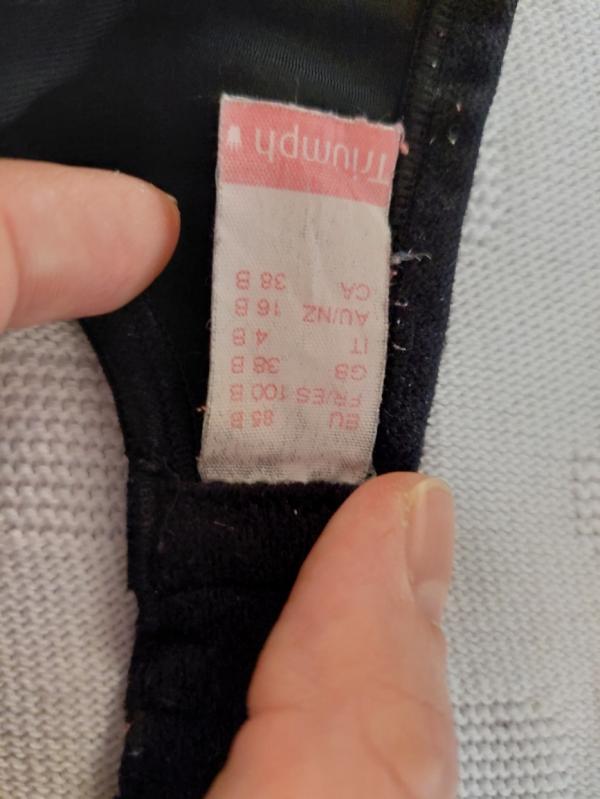 Triumph
EU 85 B
FR/ES 100 B
GB 38 B
IT 4 B
AU/NZ 16 B
CA 38 B